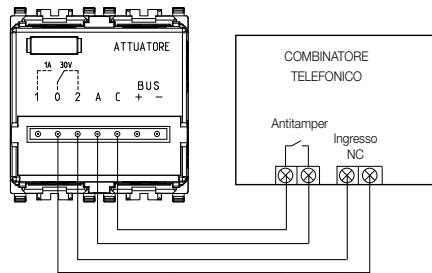 ATTUATORE
1A 30V
BUS
1 0 2 A C + -
COMBINATORE
TELEFONICO
Antitamper
Ingresso
NC